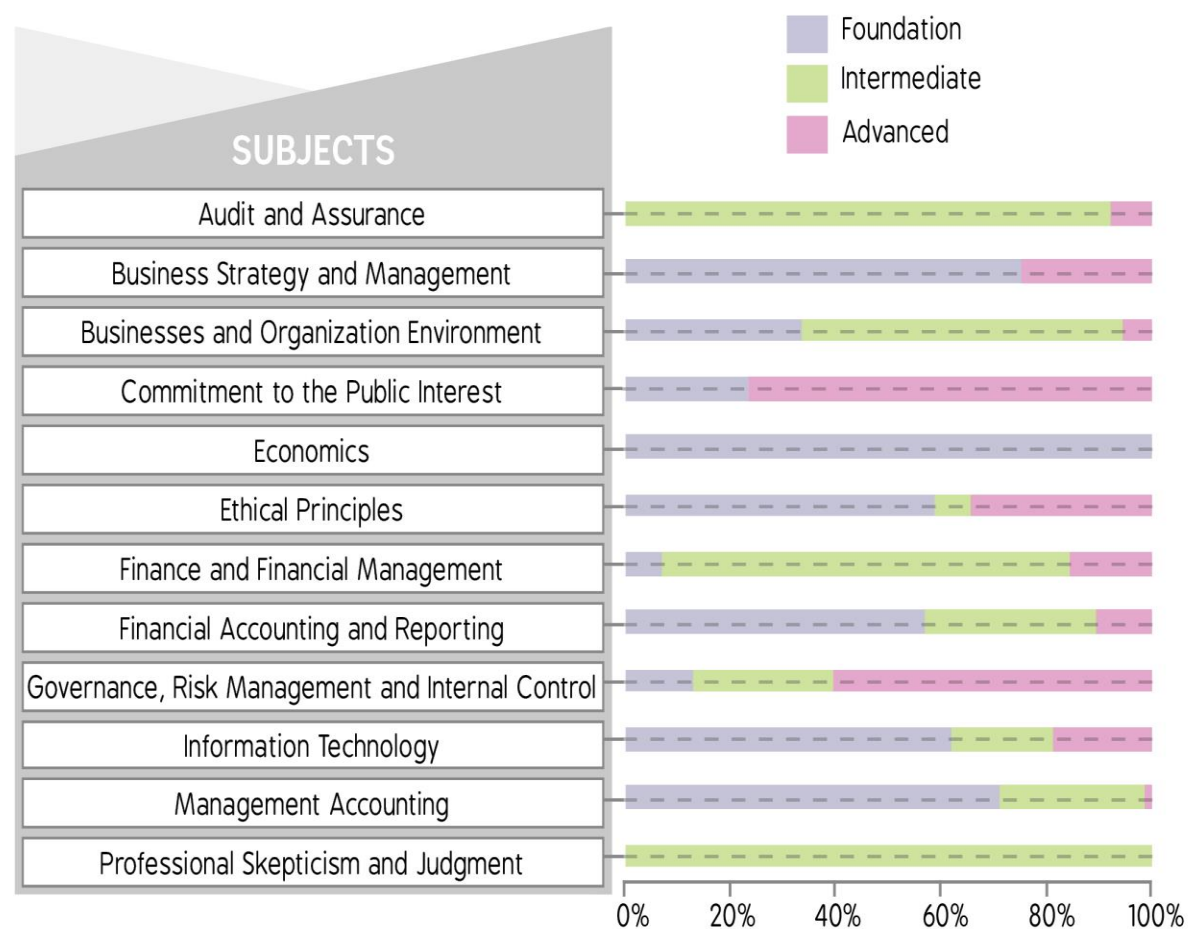 Foundation
Intermediate
Advanced
SUBJECTS
Audit and Assurance
Business Strategy and Management
Businesses and Organization Environment
Commitment to the Public Interest
Economics
Ethical Principles
Finance and Financial Management
Financial Accounting and Reporting
Governance, Risk Management and Internal Control
Information Technology
Management Accounting
Professional Skepticism and Judgment
0% 20% 40% 60% 80% 100%